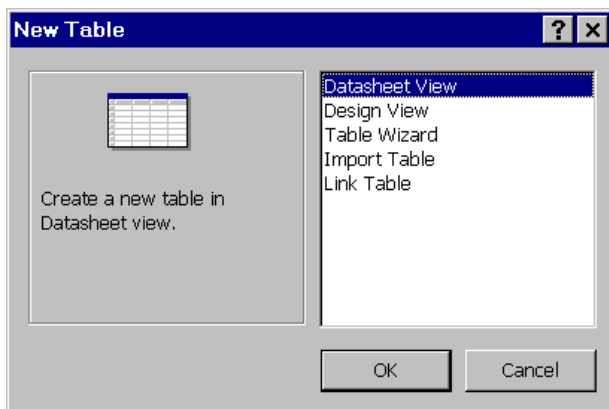 New Table
Create a new table in
Datasheet view.
Datasheet View
Design View
Table Wizard
Import Table
Link Table
OK
Cancel